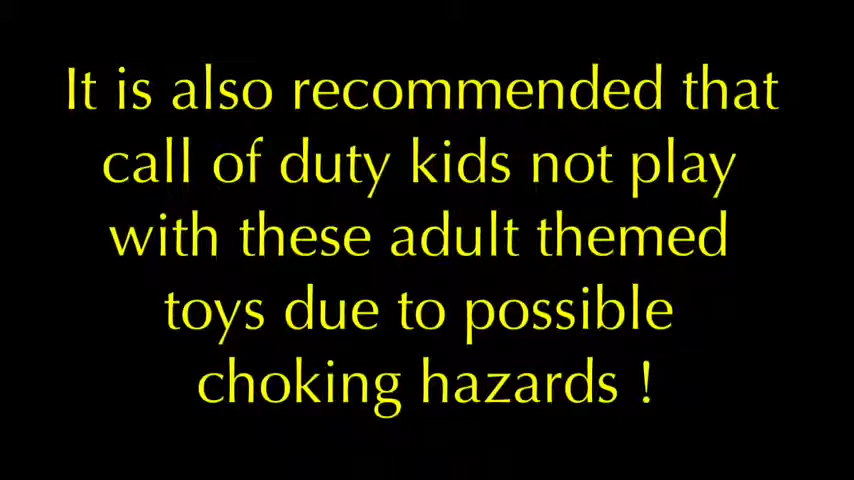 It is also recommended that
call of duty kids not play
with these adult themed
toys due to possible
choking hazards !